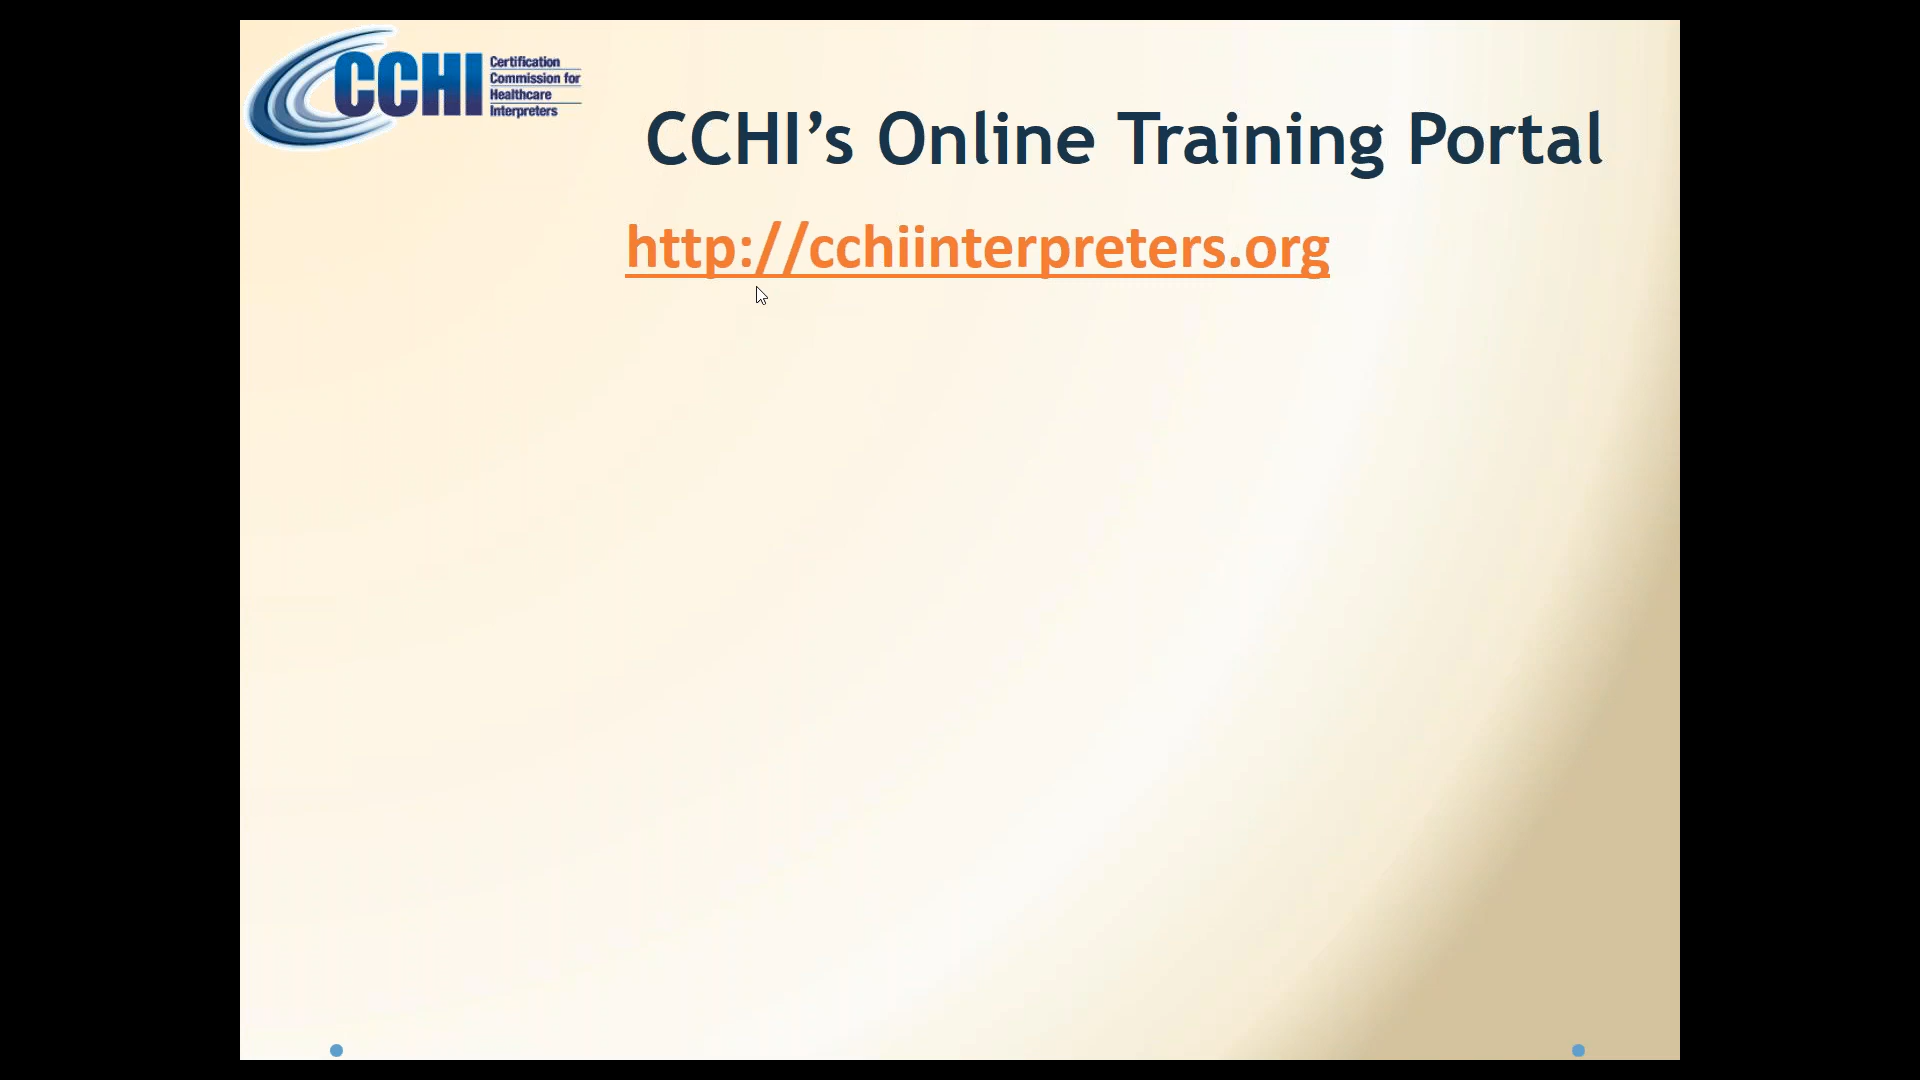 CCHI
Certification
Commission for
Healthcare
Interpreters
CCHI’s Online Training Portal
http://cchiinterpreters.org